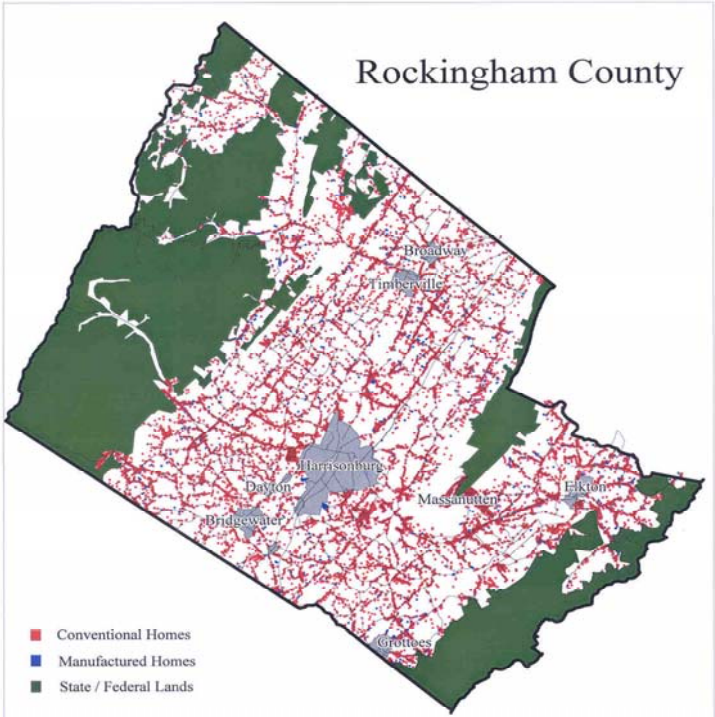 Rockingham County
Broadway
Timberville
Harrisonburg
Dayton
Massanutten
Elkton
Bridgewater
Grottoes
Conventional Homes
Manufactured Homes
State / Federal Lands